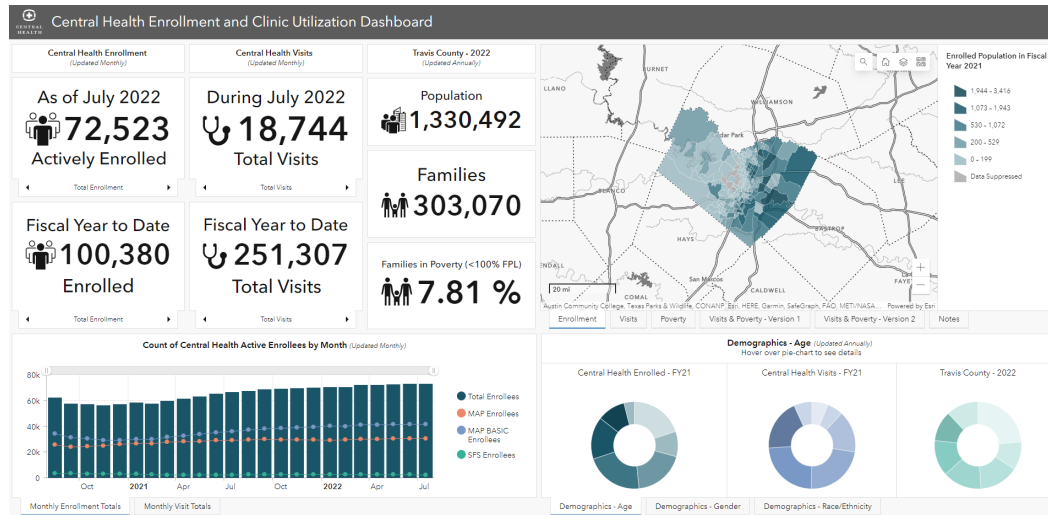 CENTRAL
HEALTH
Central Health Enrollment and Clinic Utilization Dashboard
Central Health Enrollment
(Updated Monthly)
As of July 2022
72,523
Actively Enrolled
Total Enrollment
Fiscal Year to Date
100,380
Enrolled
Total Enrollment
Central Health Visits
(Updated Monthly)
During July 2022
18,744
Total Visits
Total Visits
Fiscal Year to Date
251,307
Total Visits
Total Visits
Travis County - 2022
(Updated Annually)
Population
1,330,492
Families
303,070
Families in Poverty (<100% FPL)
7.81 %
BURNET
LLANO
WILLIAMSON
dar Park
BLANCO
LEE
BASTROP
HAYS
ENDALL
San Marcos
FAYE
COMAL
CALDWELL
20 mi
Austin Community College, Texas Parks & Wildlife, CONANP, Esri, HERE, Garmin, SafeGraph, FAO, METI/NASA... Powered by Esri
Enrolled Population in Fiscal
Year 2021
1,944 - 3,416
1,073 - 1,943
530 - 1,072
200 - 529
0 - 199
Data Suppressed
Enrollment Visits Poverty Visits & Poverty - Version 1 Visits & Poverty - Version 2 Notes
Count of Central Health Active Enrollees by Month (Updated Monthly)
80k
60k
40k
20k
0
Oct 2021 Apr Jul Oct 2022 Apr Jul
Total Enrollees
MAP Enrollees
MAP BASIC
Enrollees
SFS Enrollees
Monthly Enrollment Totals Monthly Visit Totals
Demographics - Age (Updated Annually)
Hover over pie-chart to see details
Central Health Enrolled - FY21 Central Health Visits - FY21 Travis County - 2022
Demographics - Age Demographics - Gender Demographics - Race/Ethnicity